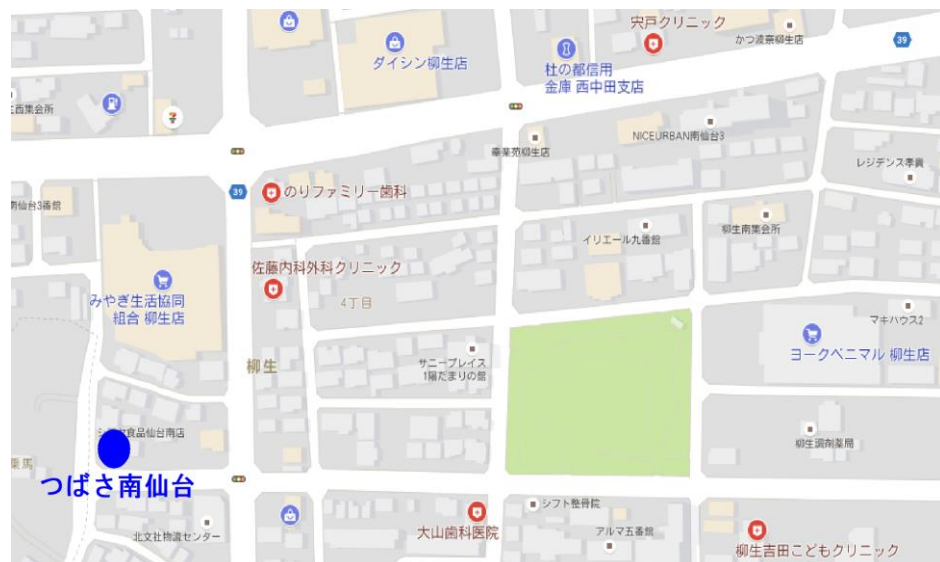 宍戸クリニック
かつ波奈柳生店
39
ダイシン柳生店
杜の都信用
金庫 西中田支店
西集会所
7
幸楽苑柳生店
NICEURBAN南仙台3
レジデンス孝眞
39
のりファミリー歯科
南仙台3番館
イリエール九番館
柳生南集会所
佐藤内科外科クリニック
みやぎ生活協同
組合 柳生店
4丁目
マキハウス2
ヨークベニマル 柳生店
サニープレイス
1陽だまりの館
柳生
食品仙台南店
柳生調剤薬局
乗馬
つばさ南仙台
シフト整骨院
大山歯科医院
アルマ五番館
北文社物流センター
柳生吉田こどもクリニック